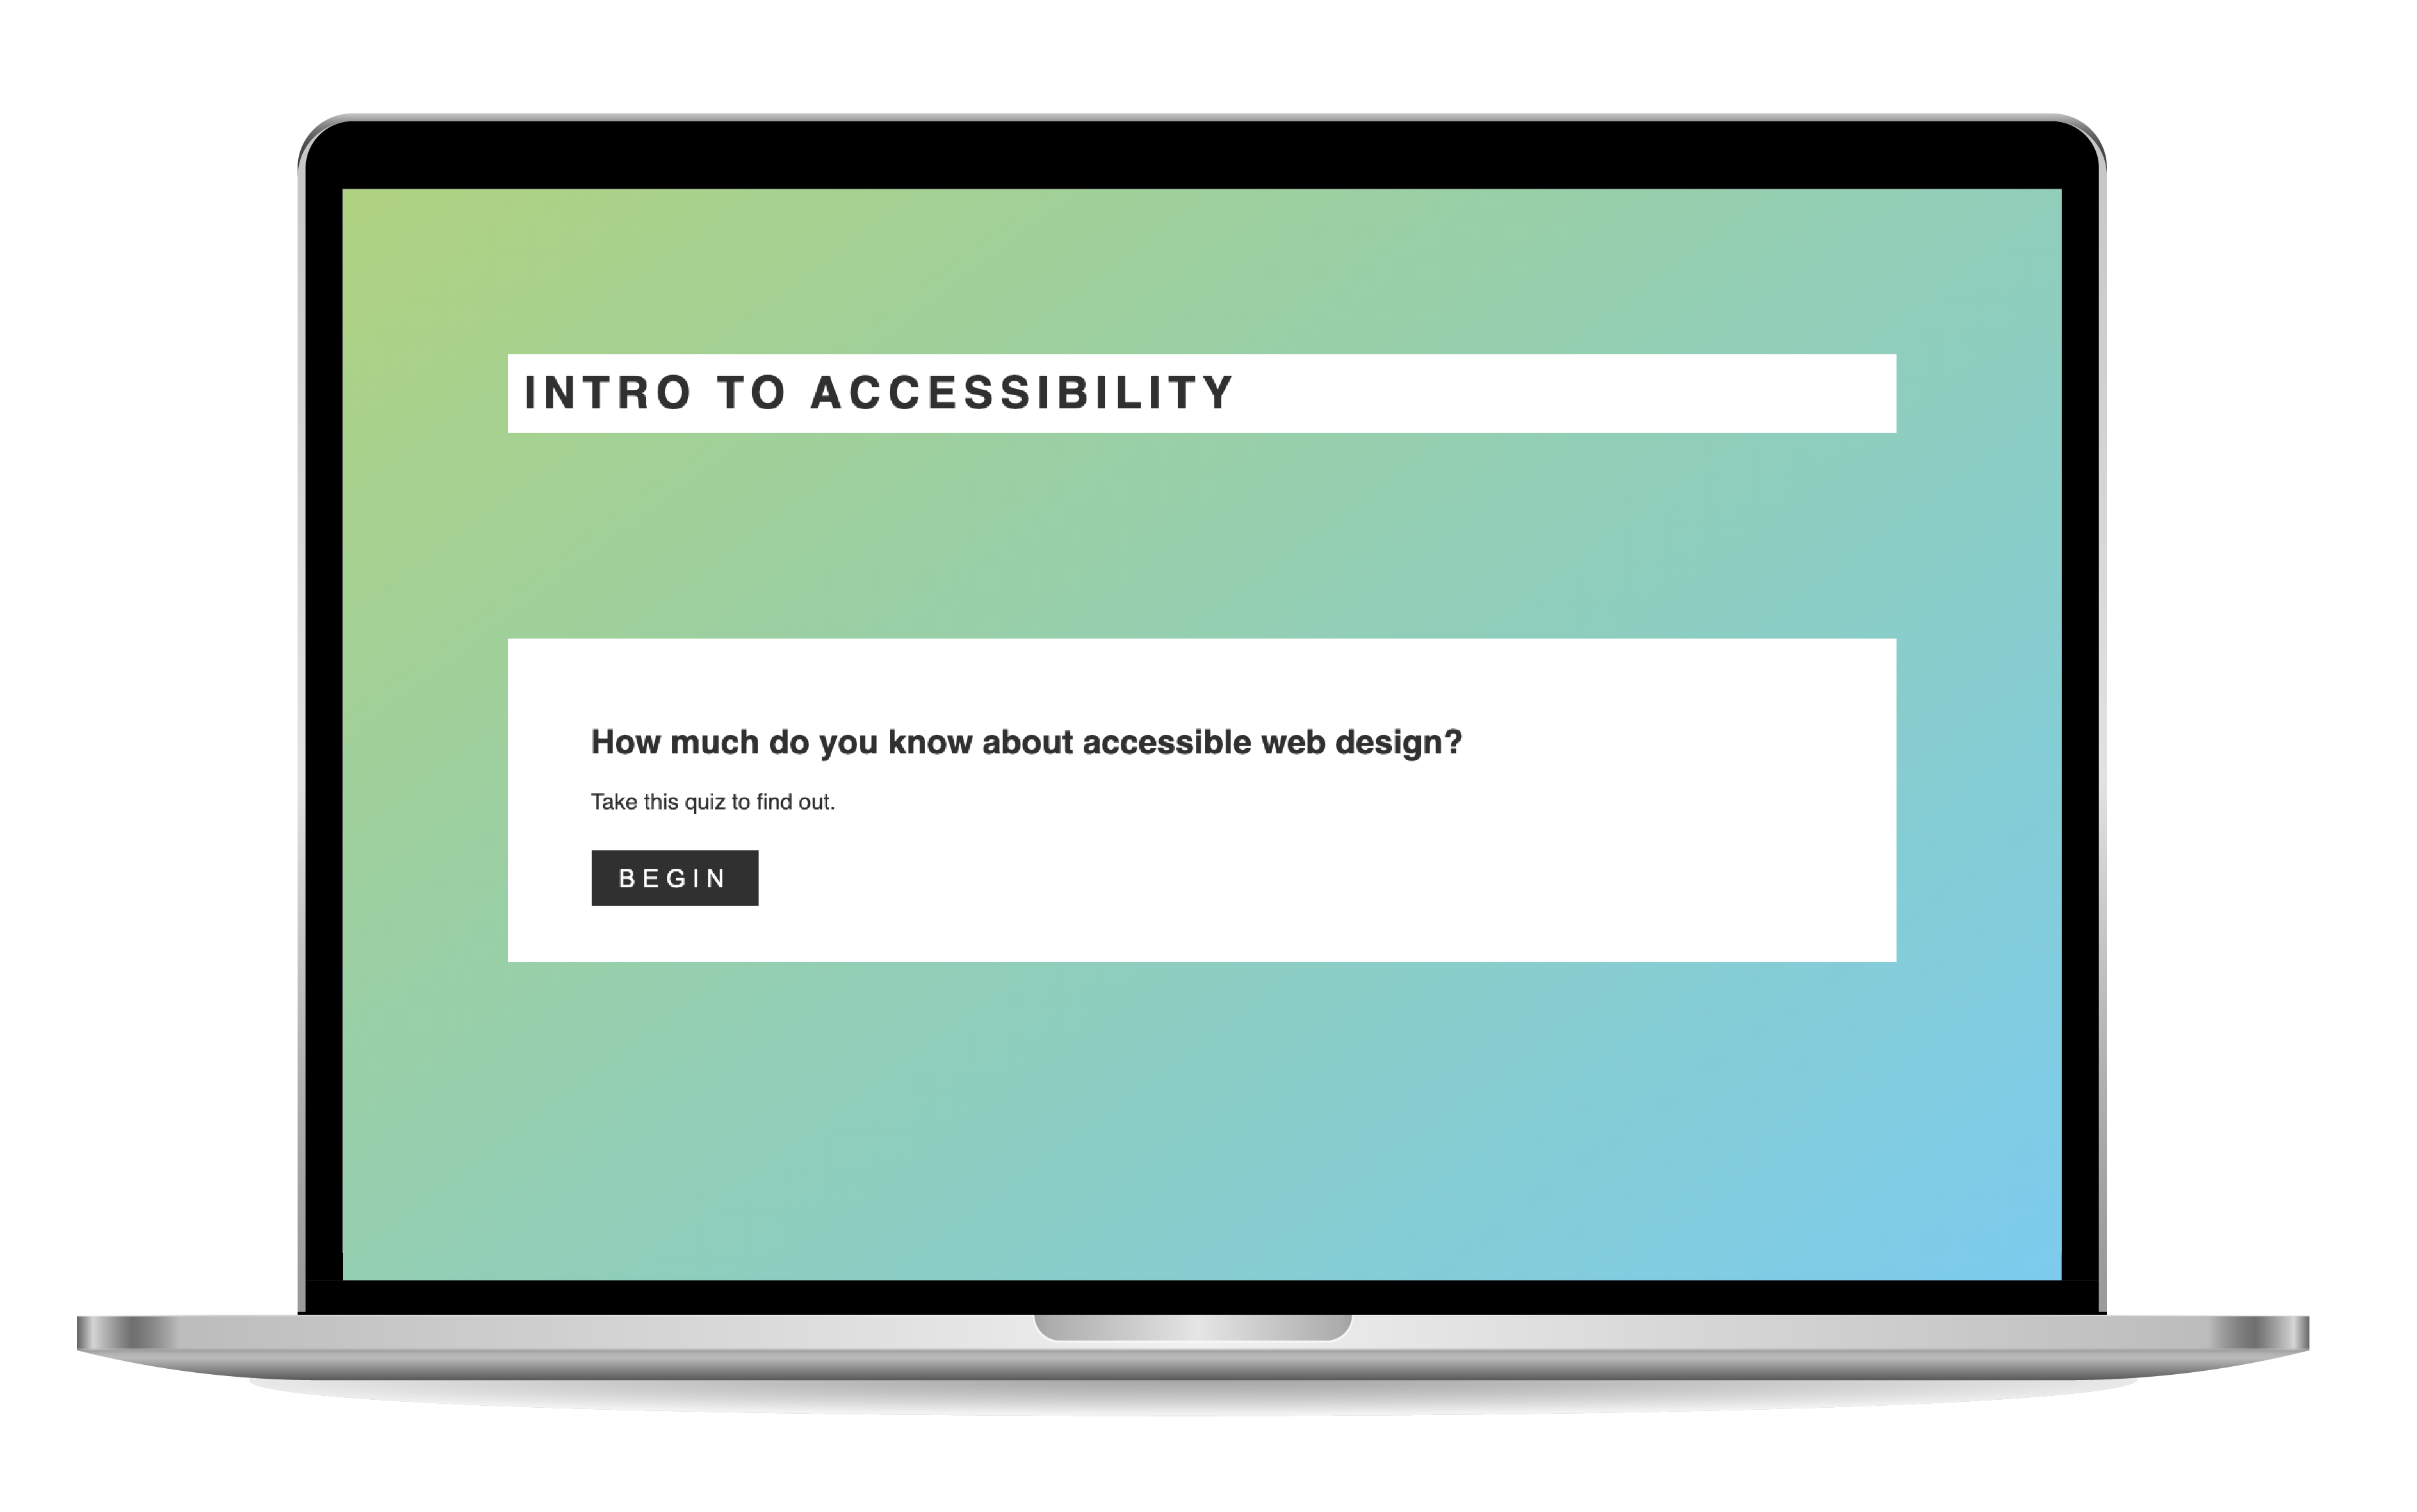 INTRO TO ACCESSIBILITY
How much do you know about accessible web design?
Take this quiz to find out.
BEGIN